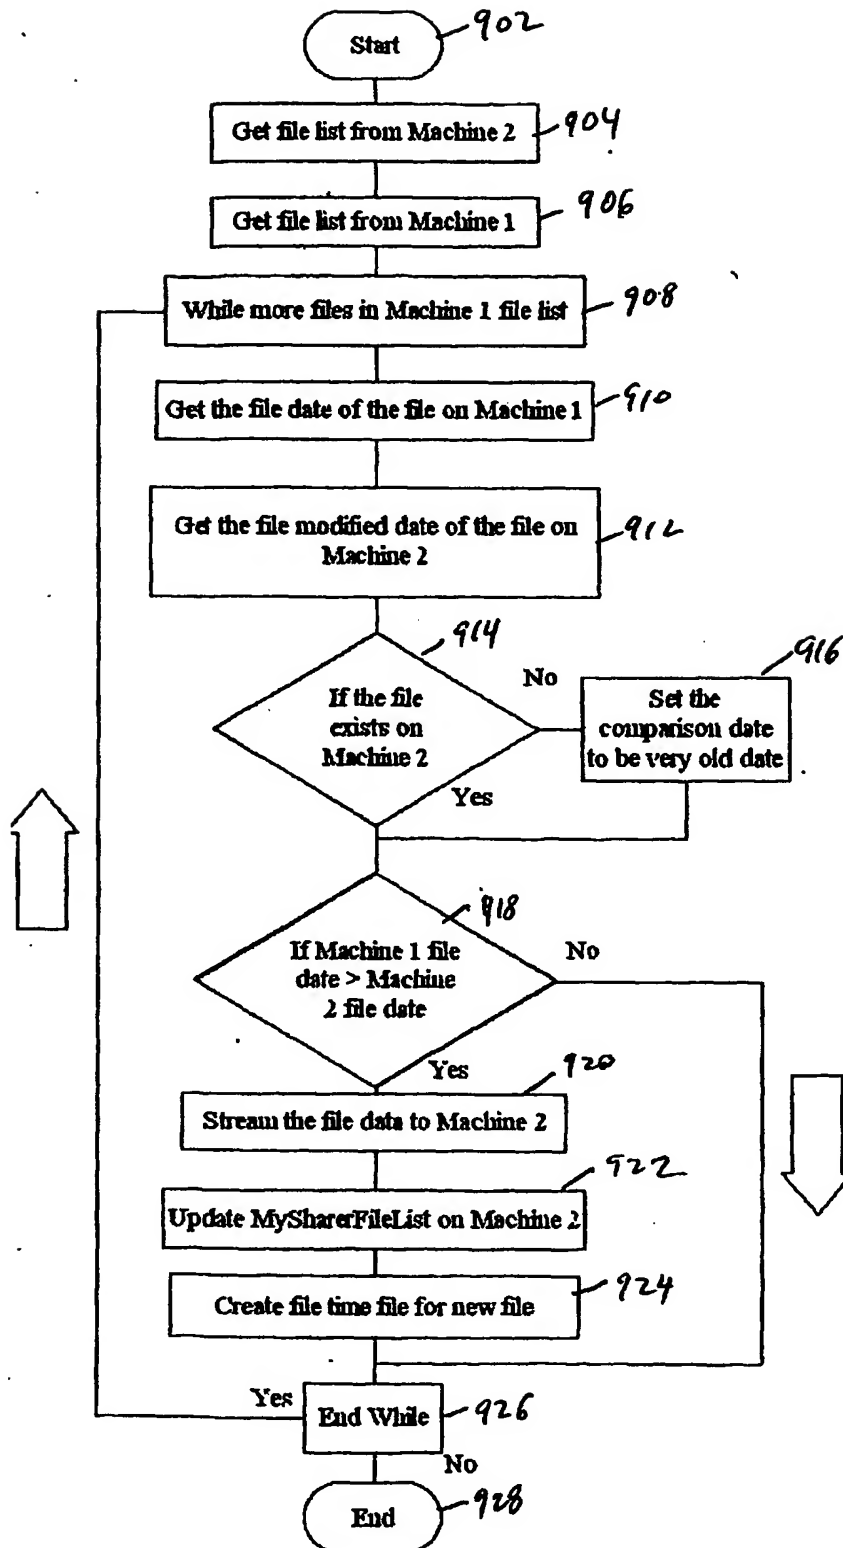 Start
902
Get file list from Machine 2
904
Get file list from Machine 1
906
While more files in Machine 1 file list
908
Get the file date of the file on Machine 1
910
Get the file modified date of the file on
Machine 2
912
914
If the file
exists on
Machine 2
No
Yes
916
Set the
comparison date
to be very old date
918
If Machine 1 file
date > Machine
2 file date
No
Yes
920
Stream the file data to Machine 2
922
Update MySharerFileList on Machine 2
Create file time file for new file
924
Yes
End While
926
No
End
928